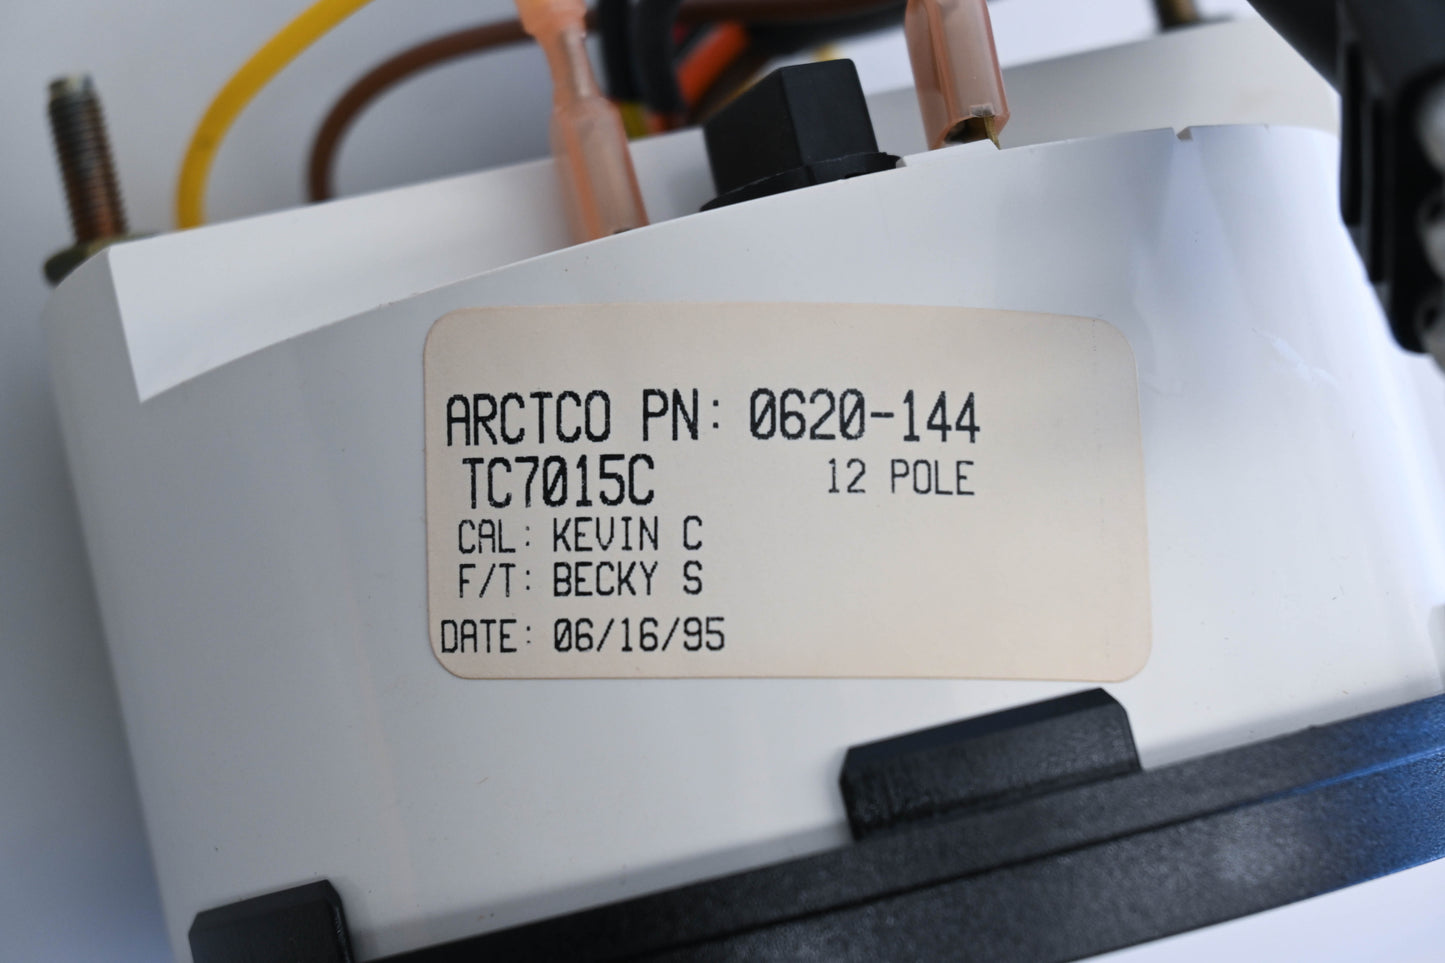 ARCTCO PN: 0620-144
TC7015C 12 POLE
CAL: KEVIN C
F/T: BECKY S
DATE: 06/16/95